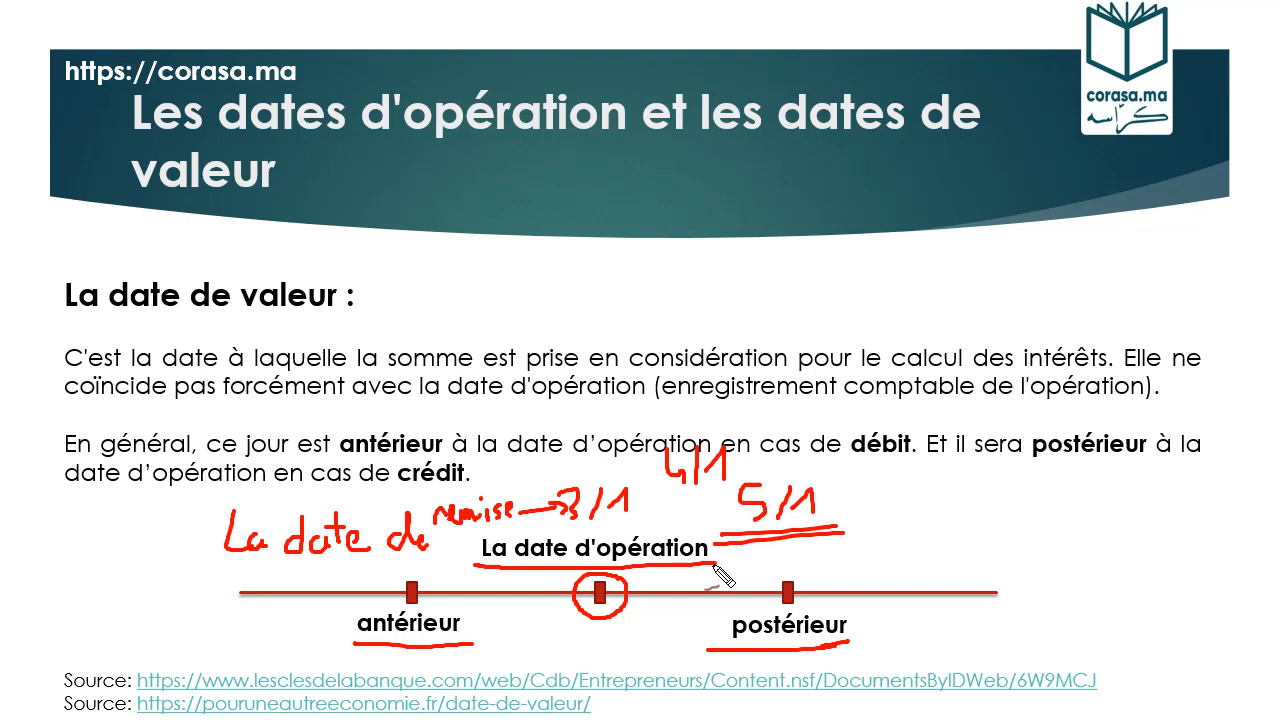 https://corasa.ma
Les dates d'opération et les dates de
valeur
corasa.ma
كراسة
La date de valeur :
C'est la date à laquelle la somme est prise en considération pour le calcul des intérêts. Elle ne
coïncide pas forcément avec la date d'opération (enregistrement comptable de l'opération).
En général, ce jour est antérieur à la date d’opération en cas de débit. Et il sera postérieur à la
date d’opération en cas de crédit.
4/1
La date de remise → 3/1 5/1
La date d'opération
antérieur postérieur
Source: https://www.lesclesdelabanque.com/web/Cdb/Entrepreneurs/Content.nsf/DocumentsByIDWeb/6W9MCJ
Source: https://pouruneautreeconomie.fr/date-de-valeur/